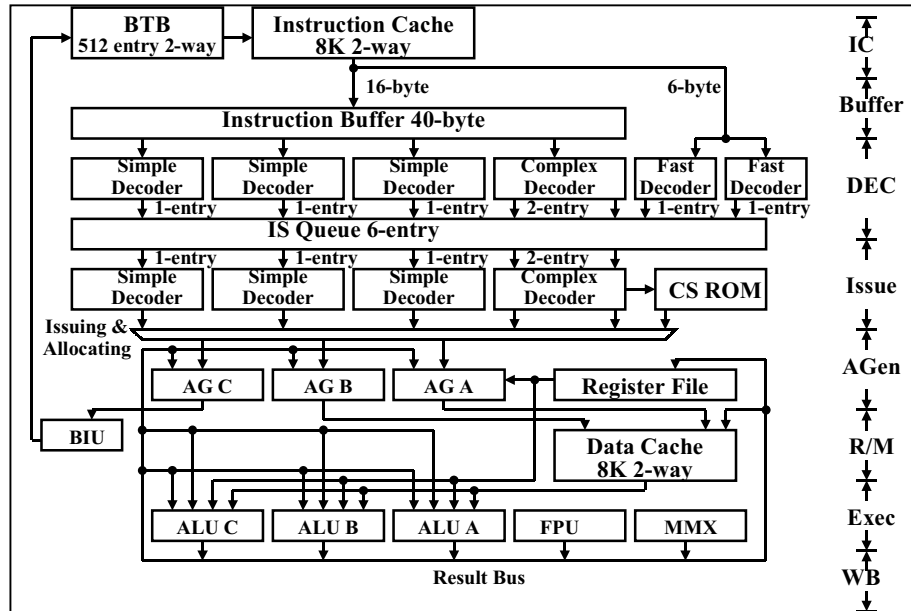 BTB
512 entry 2-way
Instruction Cache
8K 2-way
IC
16-byte
6-byte
Buffer
Instruction Buffer 40-byte
Simple
Decoder
Simple
Decoder
Simple
Decoder
Complex
Decoder
Fast
Decoder
Fast
Decoder
DEC
1-entry
1-entry
1-entry
2-entry
1-entry
1-entry
IS Queue 6-entry
1-entry
1-entry
1-entry
2-entry
Simple
Decoder
Simple
Decoder
Simple
Decoder
Complex
Decoder
CS ROM
Issue
Issuing &
Allocating
AG C
AG B
AG A
Register File
AGen
BIU
Data Cache
8K 2-way
R/M
ALU C
ALU B
ALU A
FPU
MMX
Exec
Result Bus
WB